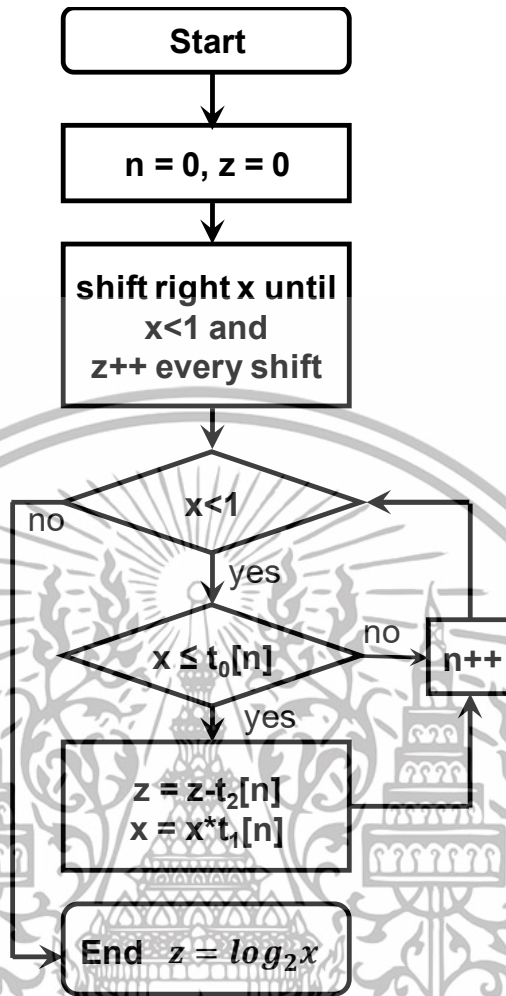 Start
n = 0, z = 0
shift right x until
x<1 and
z++ every shift
x<1
no
yes
x ≤ t₀[n]
no
n++
yes
z = z-t₂[n]
x = x*t₁[n]
End z = log₂x